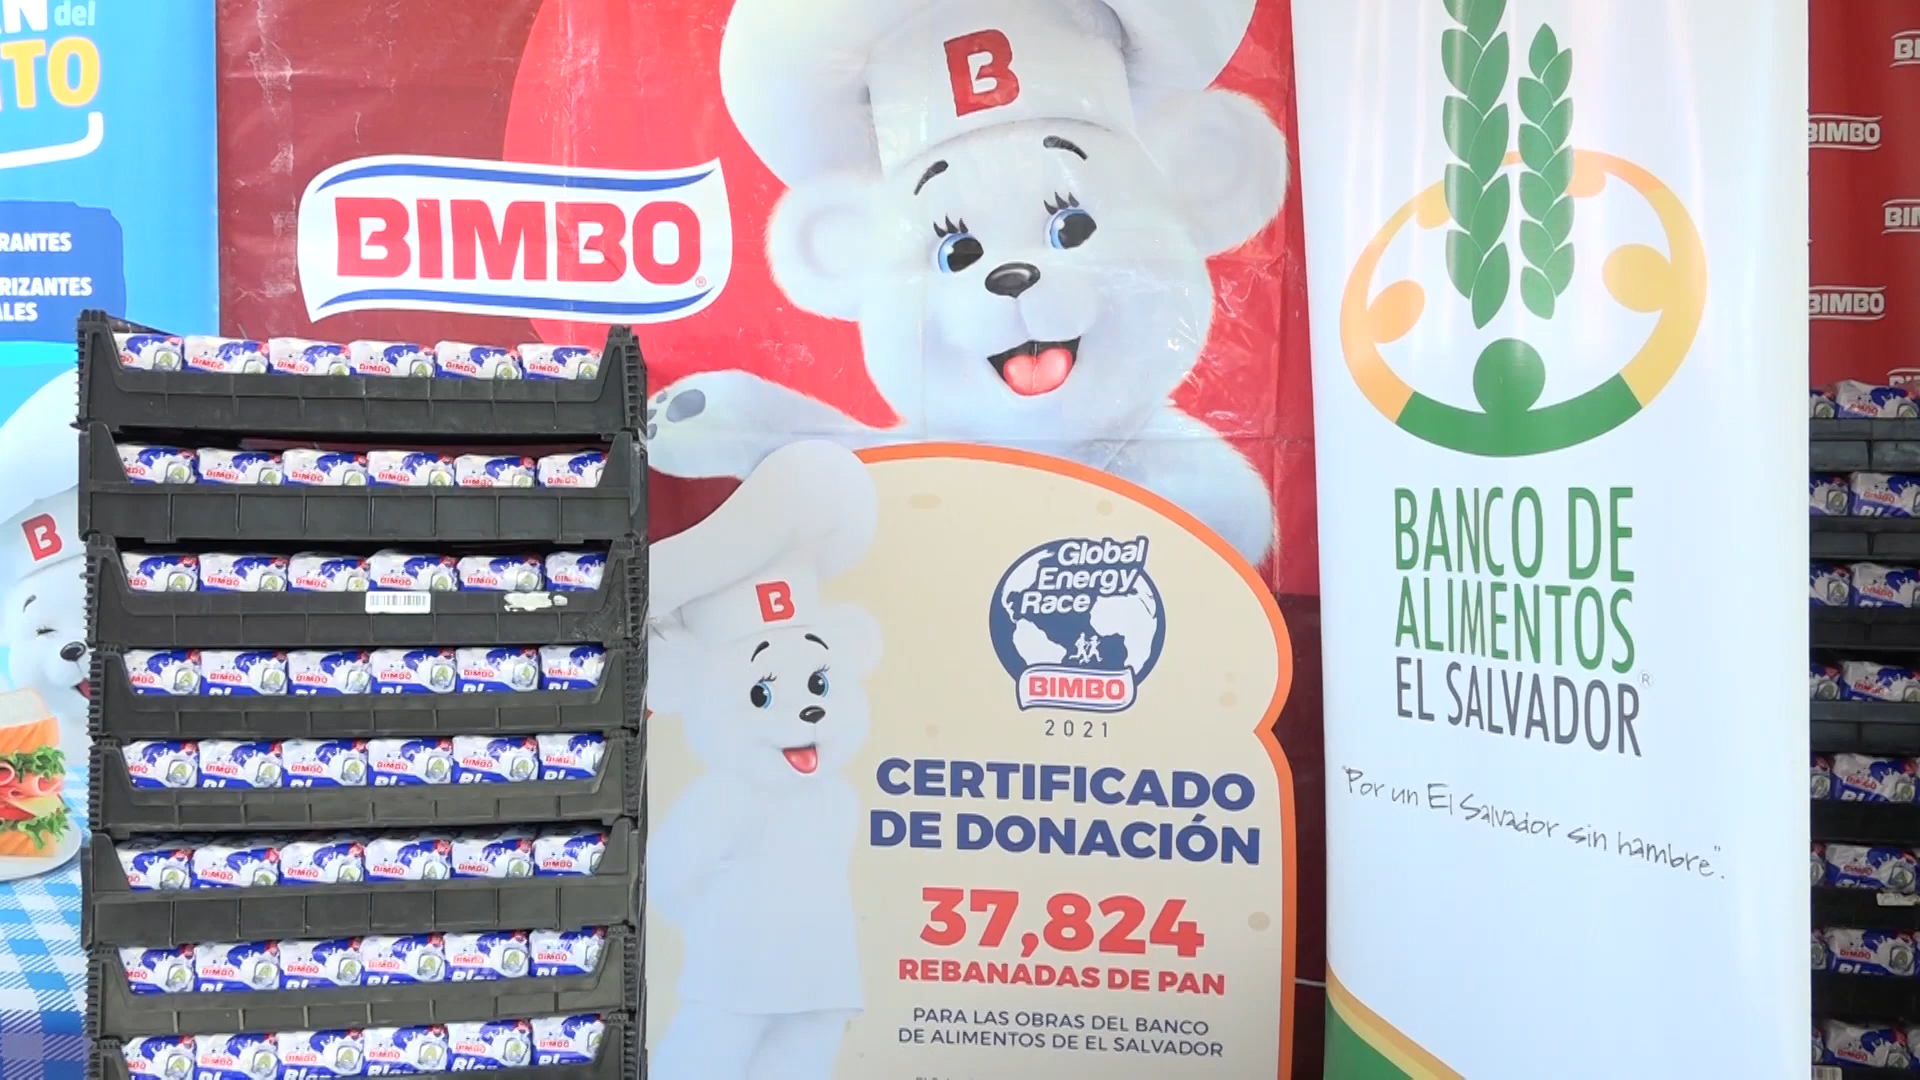 del
TO
RANTES
RIZANTES
ALES
BIMBO
B
B
B
Global
Energy
Race
BIMBO
2021
CERTIFICADO
DE DONACIÓN
37,824
REBANADAS DE PAN
PARA LAS OBRAS DEL BANCO
DE ALIMENTOS DE EL SALVADOR
BANCO DE
ALIMENTOS
EL SALVADOR
"Por un El Salvador sin hambre".
BIMBO
BIMBO